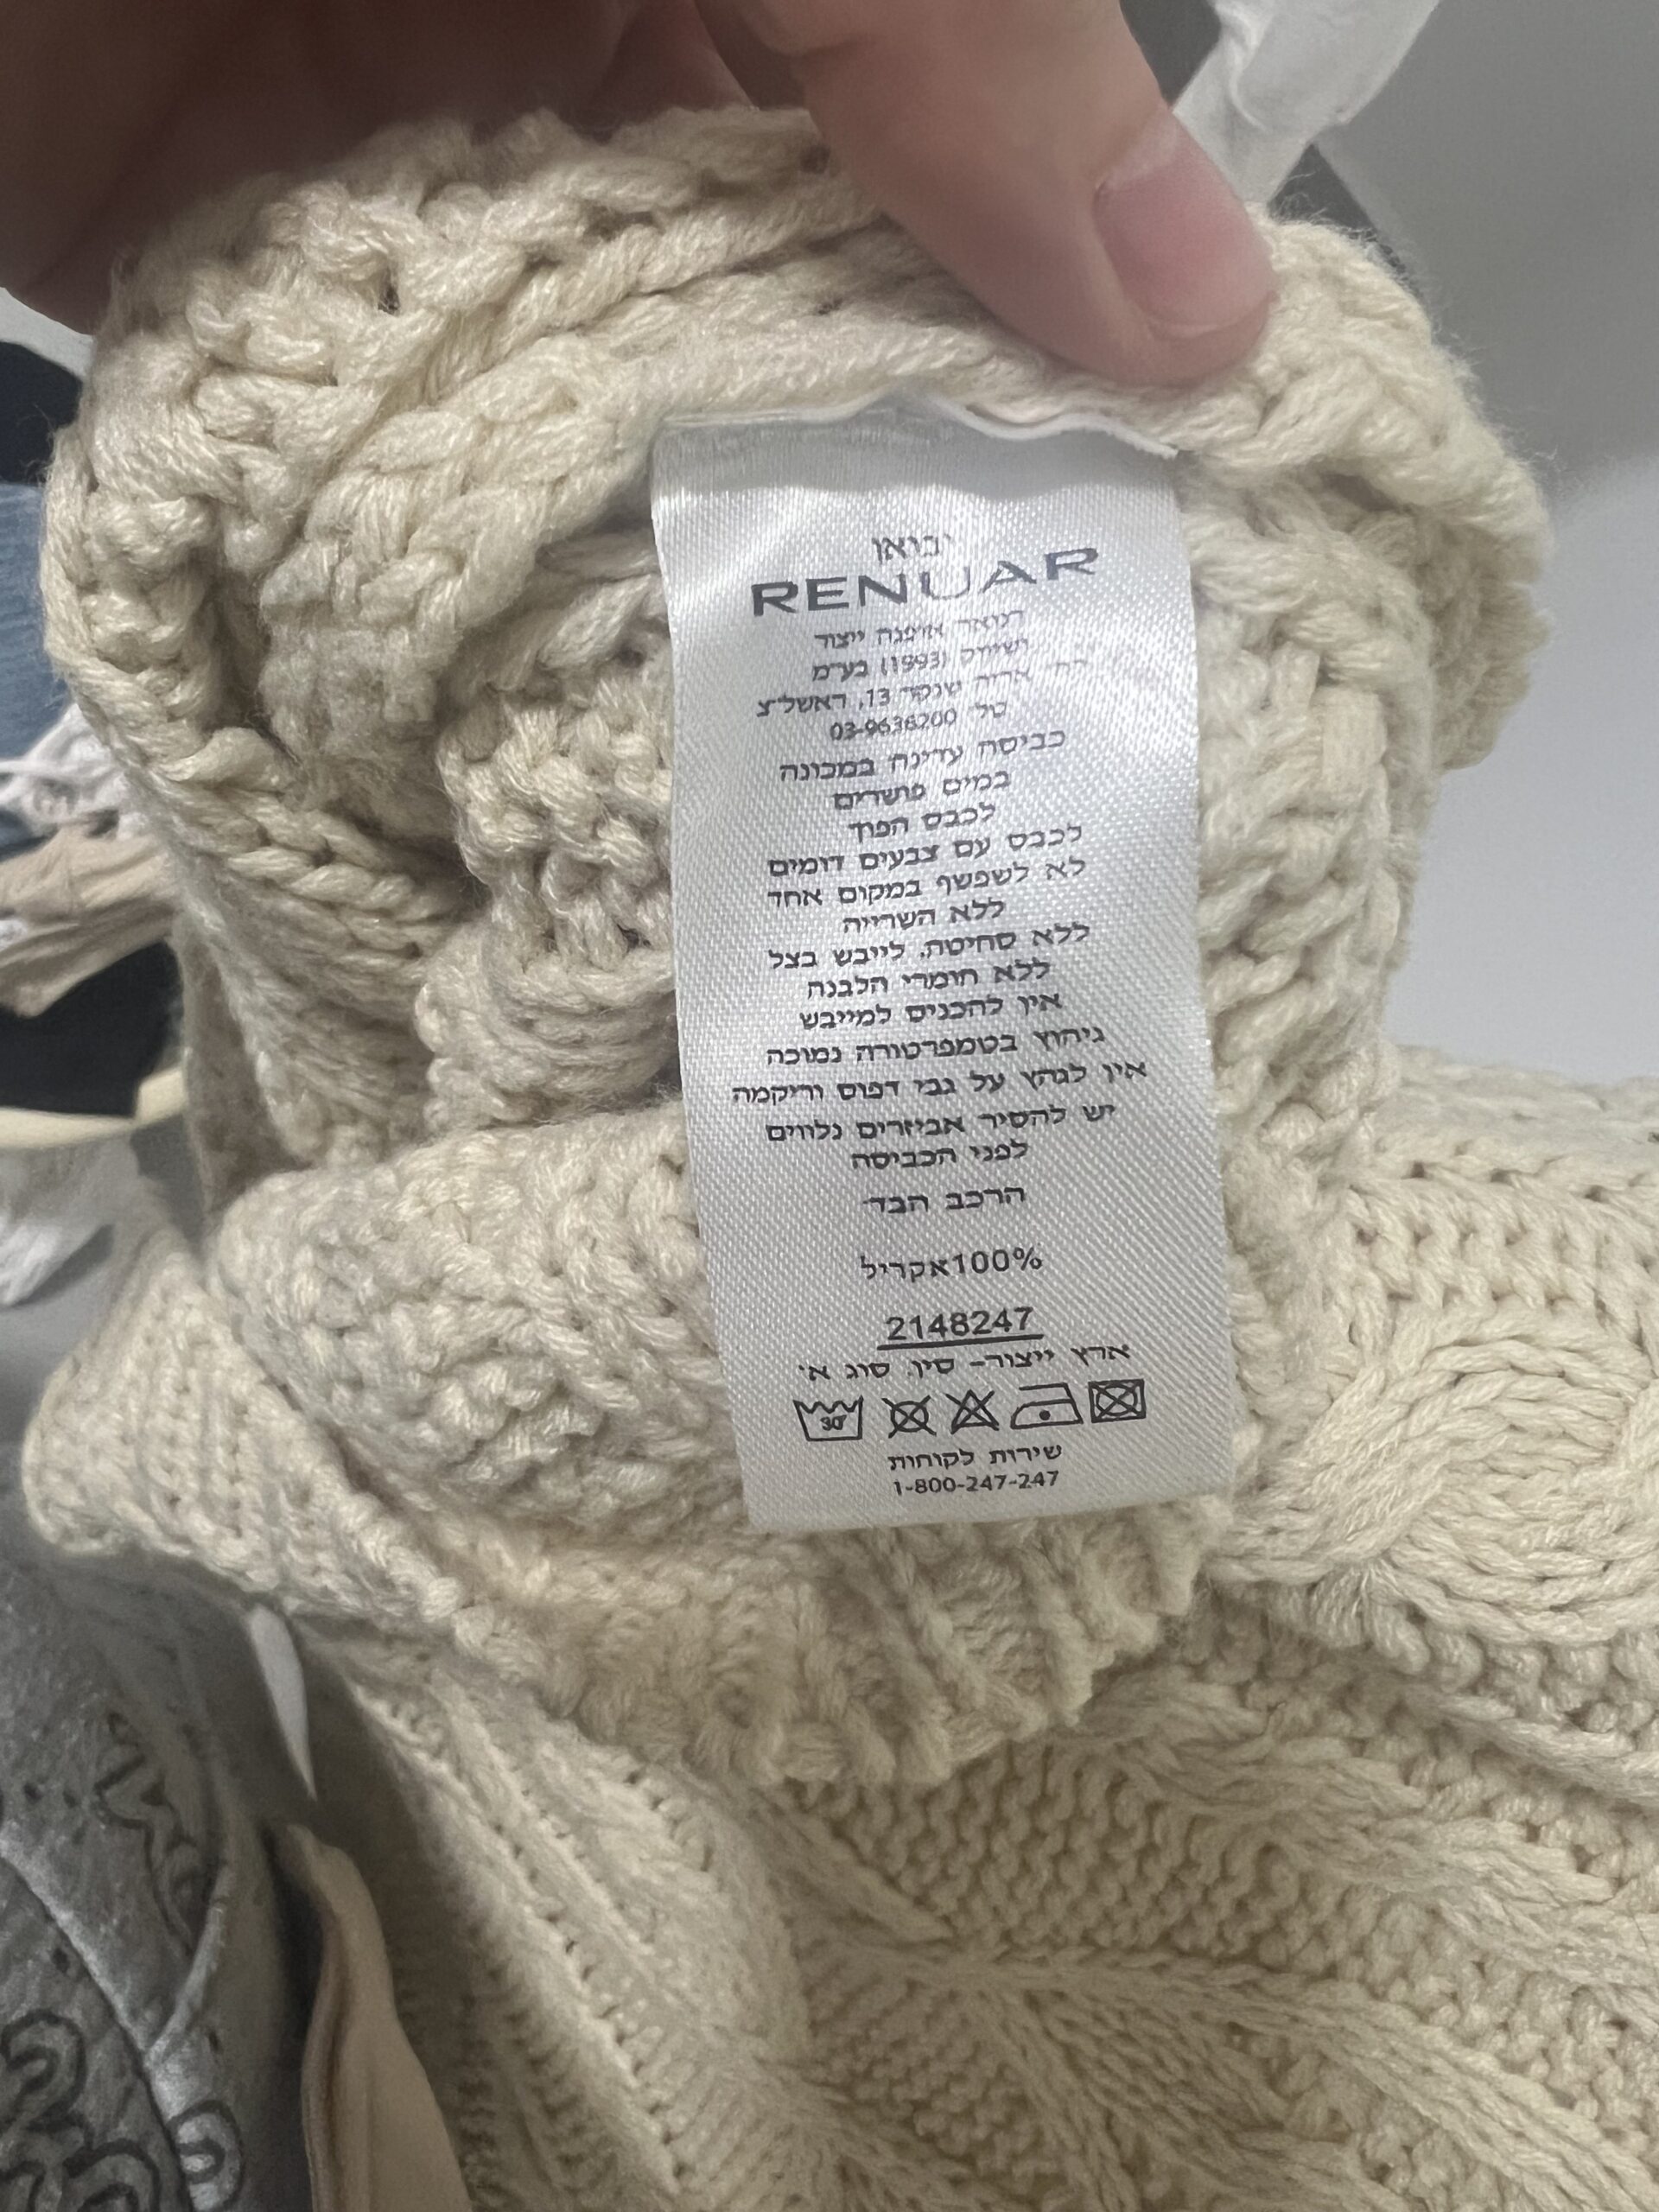 יבואן
RENUAR
רנואר אופנה ייצור
ושיווק (1993) בע״מ
רח׳ אריה שנקר 13, ראשל״צ
טל׳ 03-9638200
כביסה עדינה במכונה
במים פושרים
לכבס הפוך
לכבס עם צבעים דומים
לא לשפשף במקום אחד
ללא השרייה
ללא סחיטה, לייבש בצל
ללא חומרי הלבנה
אין להכניס למייבש
גיהוץ בטמפרטורה נמוכה
אין לגהץ על גבי דפוס וריקמה
יש להסיר אביזרים נלווים
לפני הכביסה
הרכב הבד
100%אקריל
2148247
ארץ ייצור- סין. סוג א׳
30°
שירות לקוחות
1-800-247-247